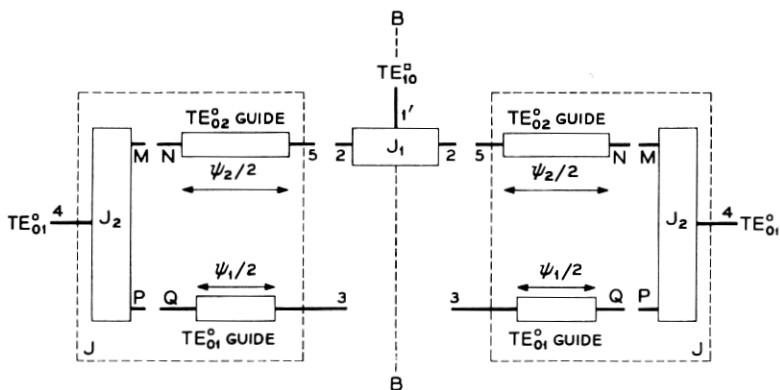 B
TE□10
TE°02 GUIDE
1′
TE°02 GUIDE
M N 5 2 J1 2 5 N M
ψ2/2
ψ2/2
TE°01 4 J2
J2 4 TE°01
ψ1/2
ψ1/2
P Q 3 3 Q P
TE°01 GUIDE
TE°01 GUIDE
J
J
B